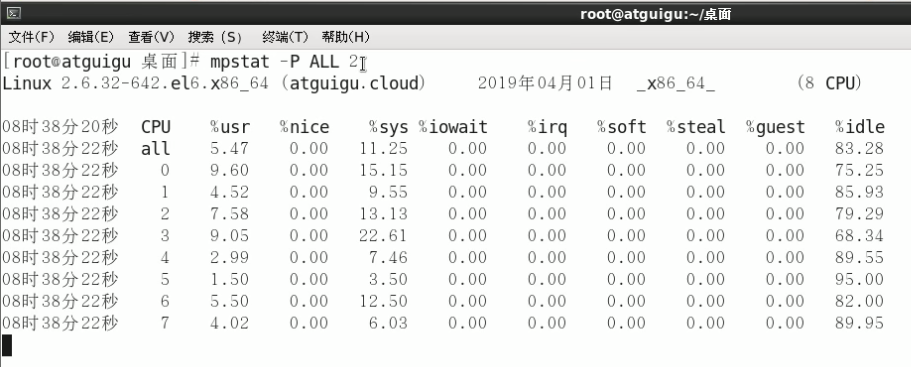 root@atguigu:~/桌面
文件(F) 编辑(E) 查看(V) 搜索 (S) 终端(T) 帮助(H)
[root@atguigu 桌面]# mpstat -P ALL 2
Linux 2.6.32-642.el6.x86_64 (atguigu.cloud) 2019年04月01日 _x86_64_ (8 CPU)
08时38分20秒 CPU %usr %nice %sys %iowait %irq %soft %steal %guest %idle
08时38分22秒 all 5.47 0.00 11.25 0.00 0.00 0.00 0.00 0.00 83.28
08时38分22秒 0 9.60 0.00 15.15 0.00 0.00 0.00 0.00 0.00 75.25
08时38分22秒 1 4.52 0.00 9.55 0.00 0.00 0.00 0.00 0.00 85.93
08时38分22秒 2 7.58 0.00 13.13 0.00 0.00 0.00 0.00 0.00 79.29
08时38分22秒 3 9.05 0.00 22.61 0.00 0.00 0.00 0.00 0.00 68.34
08时38分22秒 4 2.99 0.00 7.46 0.00 0.00 0.00 0.00 0.00 89.55
08时38分22秒 5 1.50 0.00 3.50 0.00 0.00 0.00 0.00 0.00 95.00
08时38分22秒 6 5.50 0.00 12.50 0.00 0.00 0.00 0.00 0.00 82.00
08时38分22秒 7 4.02 0.00 6.03 0.00 0.00 0.00 0.00 0.00 89.95